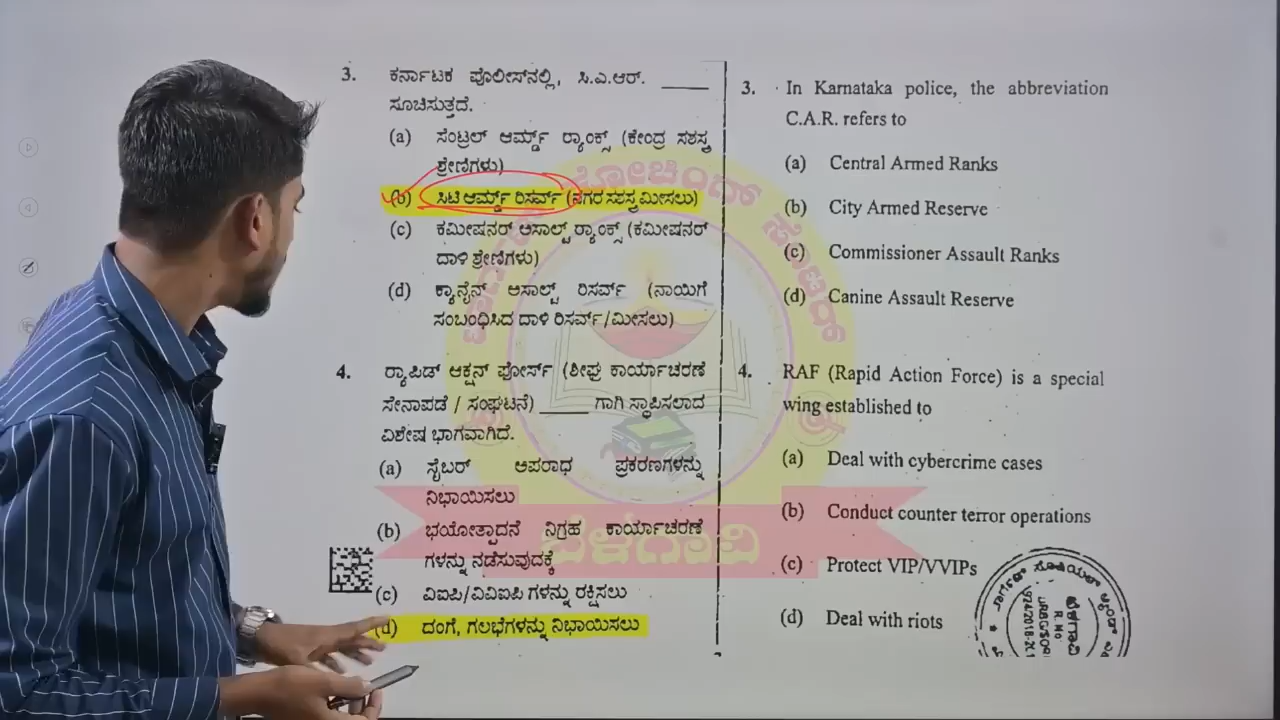 3. ಕರ್ನಾಟಕ ಪೊಲೀಸ್‌ನಲ್ಲಿ, ಸಿ.ಎ.ಆರ್. ____
ಸೂಚಿಸುತ್ತದೆ.
(a) ಸೆಂಟ್ರಲ್ ಆರ್ಮ್ಡ್ ರ‍್ಯಾಂಕ್ಸ್ (ಕೇಂದ್ರ ಸಶಸ್ತ್ರ
ಶ್ರೇಣಿಗಳು)
(b) ಸಿಟಿ ಆರ್ಮ್ಡ್ ರಿಸರ್ವ್ (ನಗರ ಸಶಸ್ತ್ರ ಮೀಸಲು)
(c) ಕಮೀಷನರ್ ಅಸಾಲ್ಟ್ ರ‍್ಯಾಂಕ್ಸ್ (ಕಮೀಷನರ್
ದಾಳಿ ಶ್ರೇಣಿಗಳು)
(d) ಕ್ಯಾನೈನ್ ಅಸಾಲ್ಟ್ ರಿಸರ್ವ್ (ನಾಯಿಗೆ
ಸಂಬಂಧಿಸಿದ ದಾಳಿ ರಿಸರ್ವ್/ಮೀಸಲು)
4. ರ‍್ಯಾಪಿಡ್ ಆಕ್ಷನ್ ಫೋರ್ಸ್ (ಶೀಘ್ರ ಕಾರ್ಯಾಚರಣೆ
ಸೇನಾಪಡೆ / ಸಂಘಟನೆ) ____ ಗಾಗಿ ಸ್ಥಾಪಿಸಲಾದ
ವಿಶೇಷ ಭಾಗವಾಗಿದೆ.
(a) ಸೈಬರ್ ಅಪರಾಧ ಪ್ರಕರಣಗಳನ್ನು
ನಿಭಾಯಿಸಲು
(b) ಭಯೋತ್ಪಾದನೆ ನಿಗ್ರಹ ಕಾರ್ಯಾಚರಣೆ
ಗಳನ್ನು ನಡೆಸುವುದಕ್ಕೆ
(c) ವಿಐಪಿ/ವಿವಿಐಪಿ ಗಳನ್ನು ರಕ್ಷಿಸಲು
(d) ದಂಗೆ, ಗಲಭೆಗಳನ್ನು ನಿಭಾಯಿಸಲು
3. In Karnataka police, the abbreviation
C.A.R. refers to
(a) Central Armed Ranks
(b) City Armed Reserve
(c) Commissioner Assault Ranks
(d) Canine Assault Reserve
4. RAF (Rapid Action Force) is a special
wing established to
(a) Deal with cybercrime cases
(b) Conduct counter terror operations
(c) Protect VIP/VVIPs
(d) Deal with riots
ಬೆಳಗಾವಿ